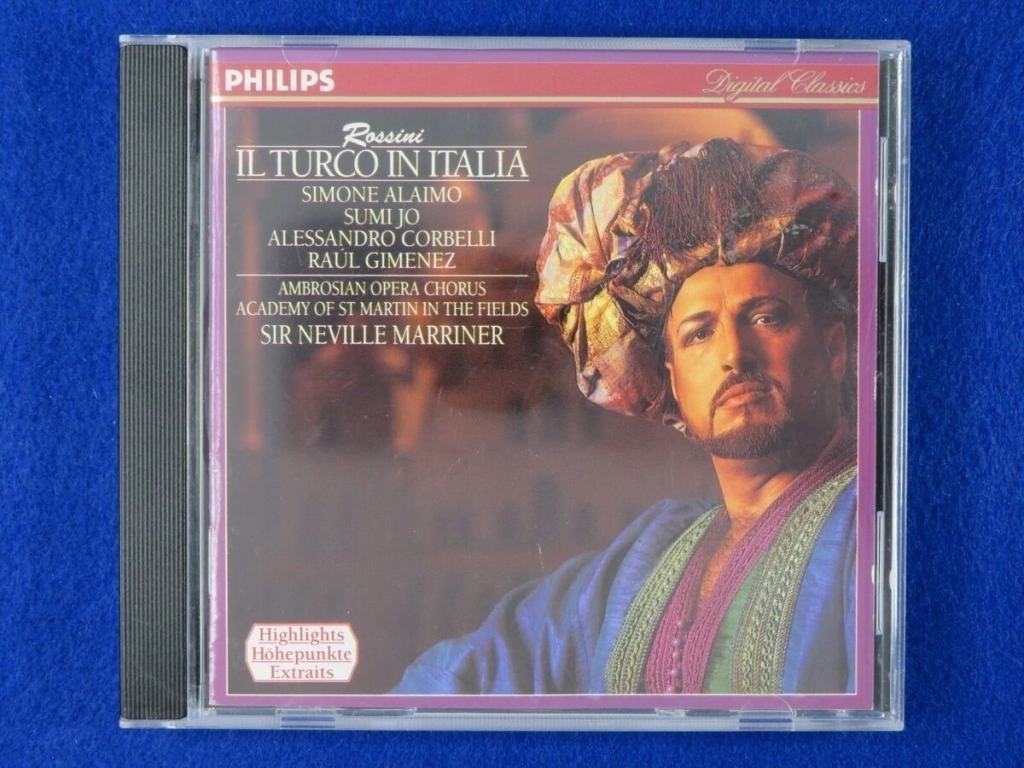 PHILIPS
Digital Classics
Rossini
IL TURCO IN ITALIA
SIMONE ALAIMO
SUMI JO
ALESSANDRO CORBELLI
RAÚL GIMENEZ
AMBROSIAN OPERA CHORUS
ACADEMY OF ST MARTIN IN THE FIELDS
SIR NEVILLE MARRINER
Highlights
Höhepunkte
Extraits